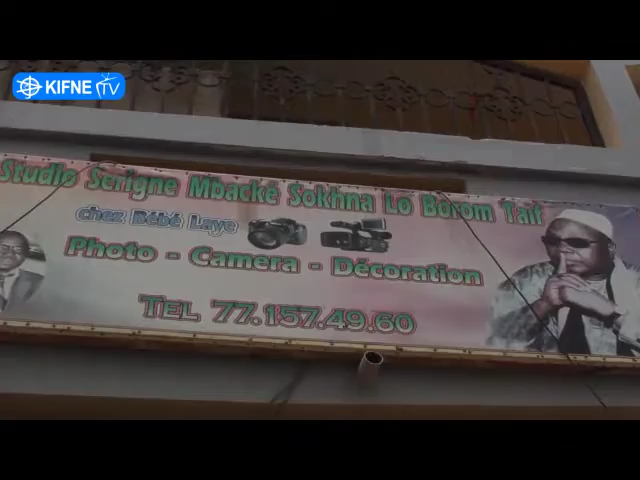 KIFNE TV
Studio Serigne Mbacké Sokhna Lo Borom Taïf
chez Bébé Laye
Photo - Camera - Décoration
TEL 77.157.49.60